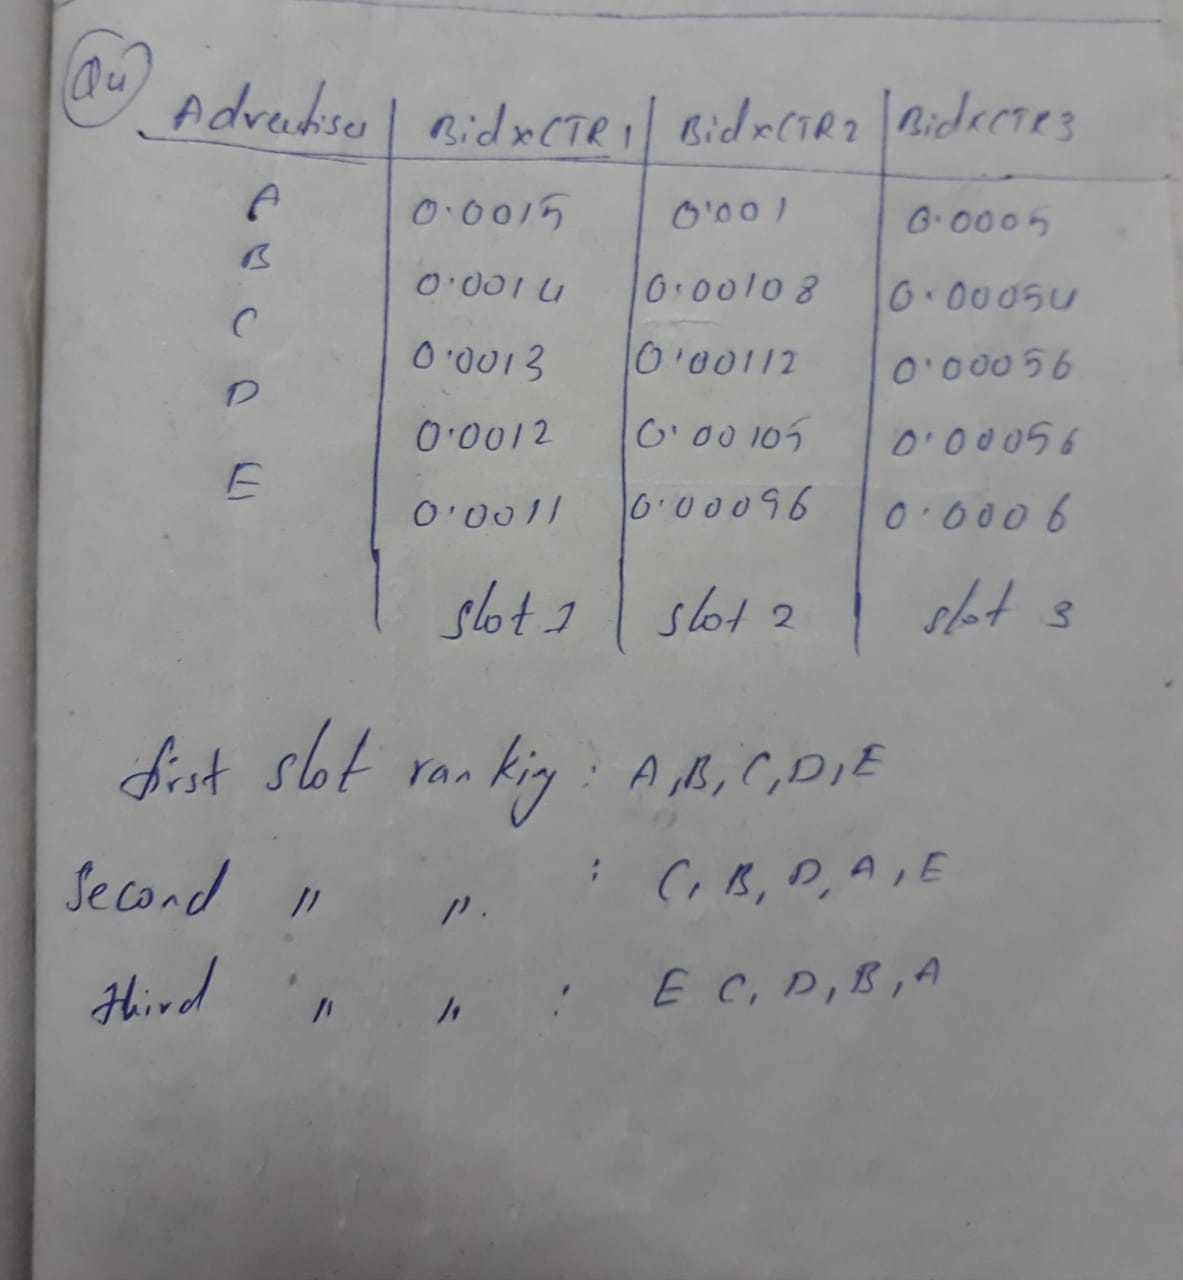 Q4
Advertiser Bid×CTR1 Bid×CTR2 Bid×CTR3
A 0.0015 0.001 0.0005
B 0.0014 0.00108 0.00054
C 0.0013 0.00112 0.00056
D 0.0012 0.00105 0.00056
E 0.0011 0.00096 0.0006
slot 1 slot 2 slot 3
first slot ranking : A, B, C, D, E
Second " " : C, B, D, A, E
third " " : E C, D, B, A